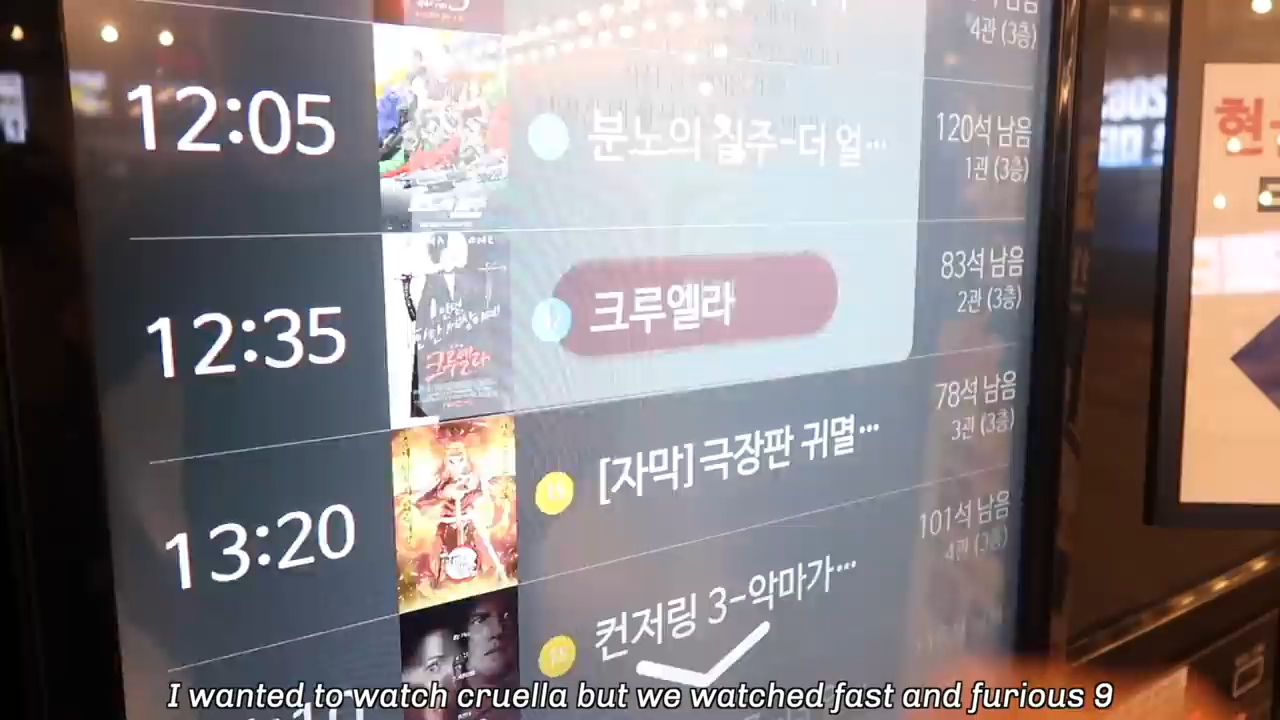 4관 (3층)
12:05
분노의 질주-더 얼…
120석 남음
1관 (3층)
12:35
크루엘라
크루엘라
83석 남음
2관 (3층)
13:20
[자막] 극장판 귀멸…
78석 남음
3관 (3층)
컨저링 3-악마가…
101석 남음
4관 (3층)
I wanted to watch cruella but we watched fast and furious 9